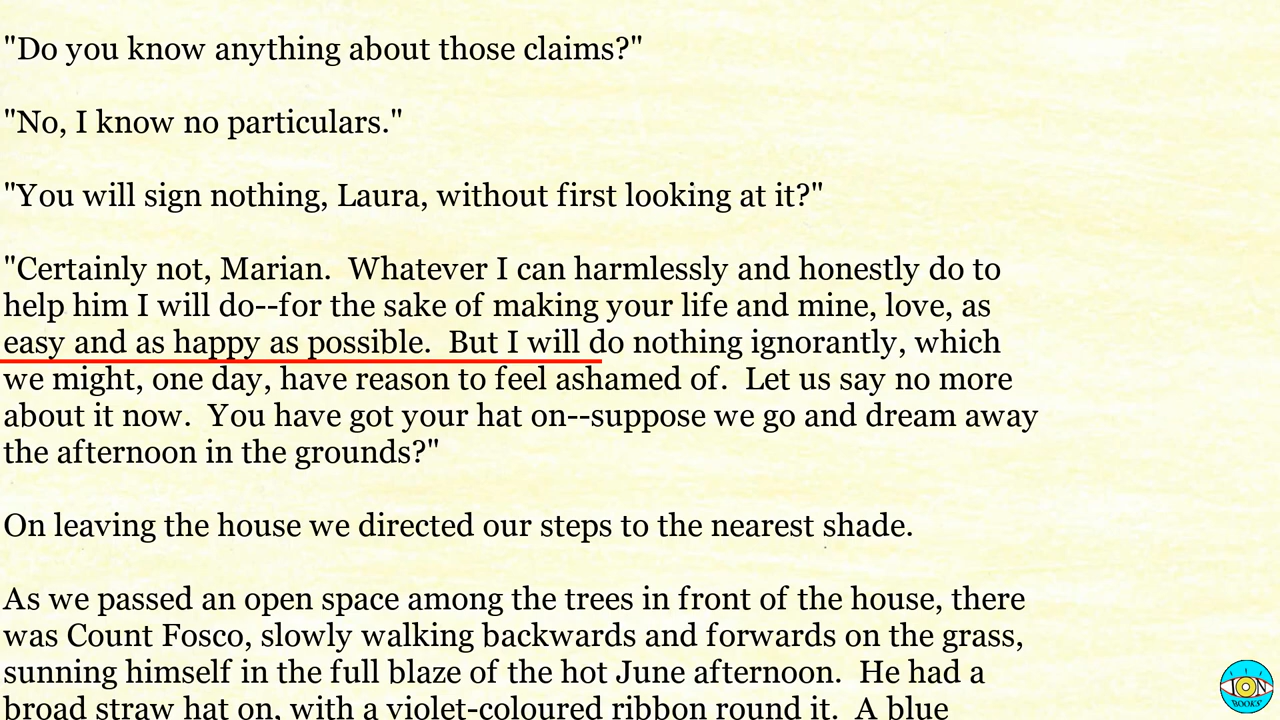 "Do you know anything about those claims?"
"No, I know no particulars."
"You will sign nothing, Laura, without first looking at it?"
"Certainly not, Marian.  Whatever I can harmlessly and honestly do to
help him I will do--for the sake of making your life and mine, love, as
easy and as happy as possible.  But I will do nothing ignorantly, which
we might, one day, have reason to feel ashamed of.  Let us say no more
about it now.  You have got your hat on--suppose we go and dream away
the afternoon in the grounds?"
On leaving the house we directed our steps to the nearest shade.
As we passed an open space among the trees in front of the house, there
was Count Fosco, slowly walking backwards and forwards on the grass,
sunning himself in the full blaze of the hot June afternoon.  He had a
broad straw hat on, with a violet-coloured ribbon round it.  A blue
ION
BOOKS